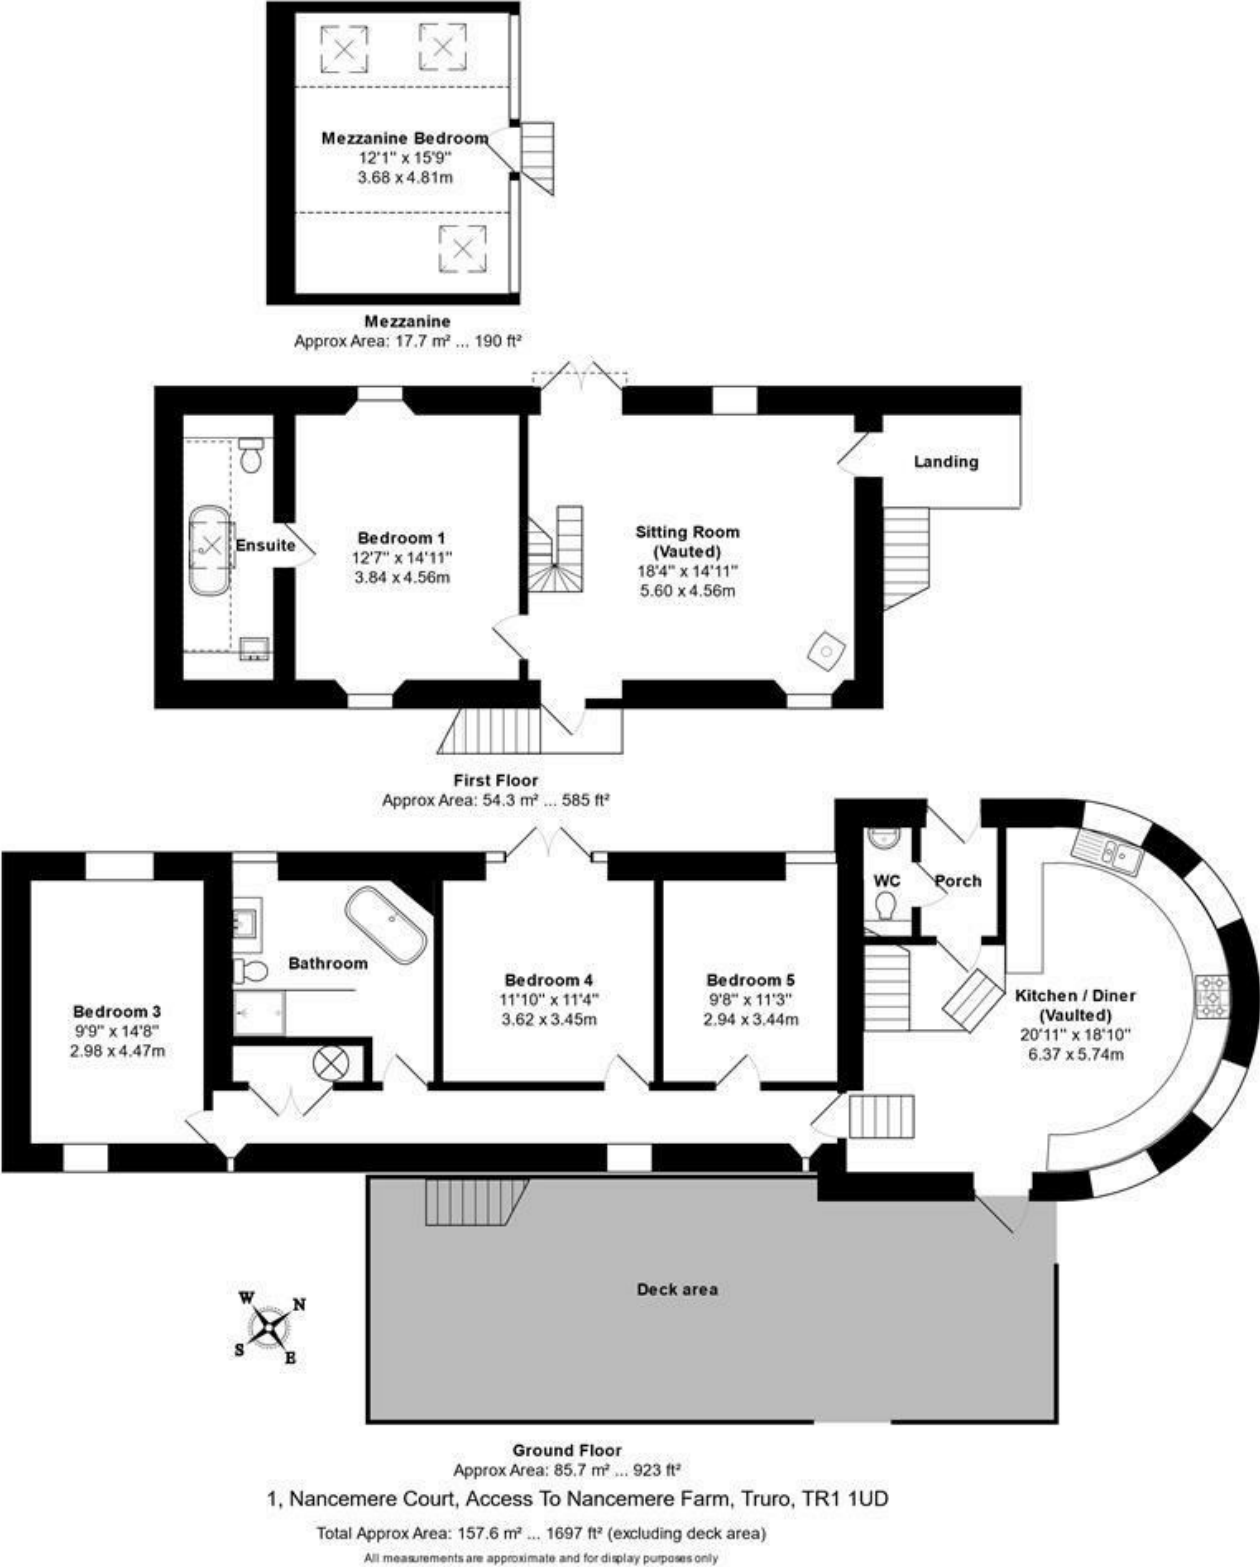 Mezzanine Bedroom
12'1" x 15'9"
3.68 x 4.81m
Mezzanine
Approx Area: 17.7 m² ... 190 ft²
Landing
Ensuite
Bedroom 1
12'7" x 14'11"
3.84 x 4.56m
Sitting Room
(Vauted)
18'4" x 14'11"
5.60 x 4.56m
First Floor
Approx Area: 54.3 m² ... 585 ft²
WC
Porch
Bathroom
Bedroom 3
9'9" x 14'8"
2.98 x 4.47m
Bedroom 4
11'10" x 11'4"
3.62 x 3.45m
Bedroom 5
9'8" x 11'3"
2.94 x 3.44m
Kitchen / Diner
(Vaulted)
20'11" x 18'10"
6.37 x 5.74m
Deck area
W
N
S
E
Ground Floor
Approx Area: 85.7 m² ... 923 ft²
1, Nancemere Court, Access To Nancemere Farm, Truro, TR1 1UD
Total Approx Area: 157.6 m² ... 1697 ft² (excluding deck area)
All measurements are approximate and for display purposes only